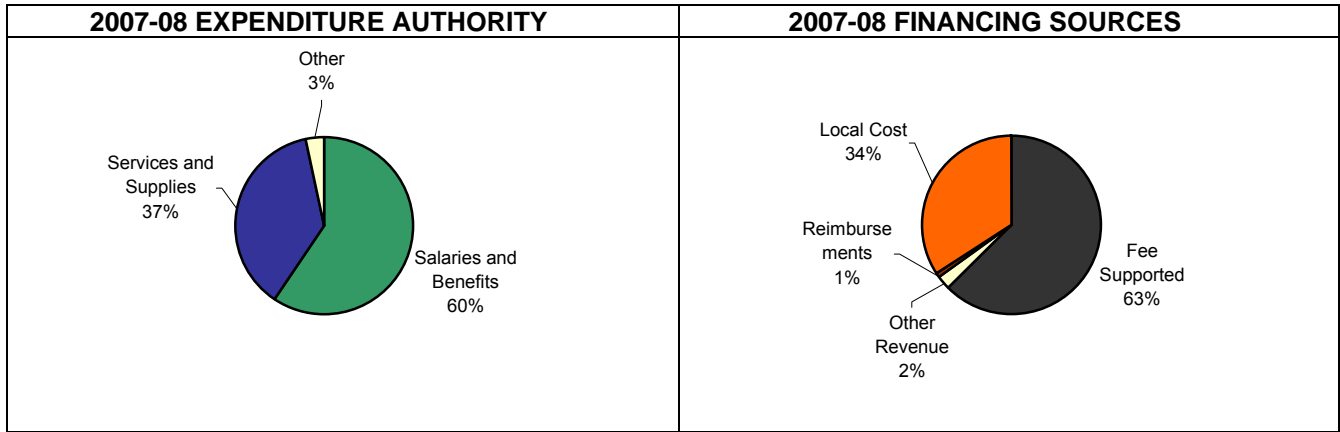 2007-08 EXPENDITURE AUTHORITY
Other
3%
Services and
Supplies
37%
Salaries and
Benefits
60%
2007-08 FINANCING SOURCES
Local Cost
34%
Reimburse
ments
1%
Other
Revenue
2%
Fee
Supported
63%